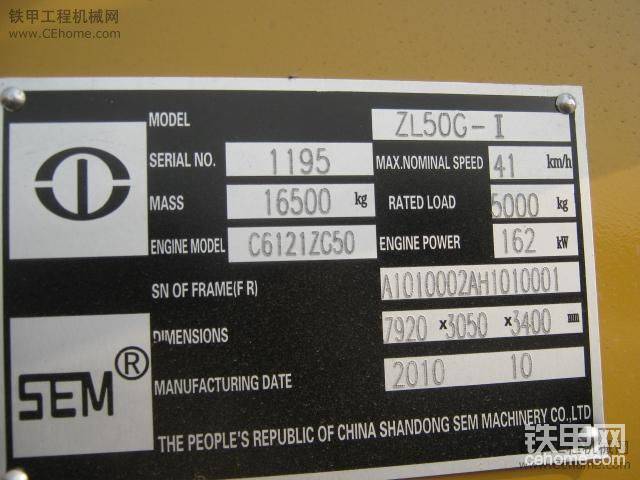 铁甲工程机械网
www.CEhome.com
MODEL ZL50G-I
SERIAL NO. 1195 MAX.NOMINAL SPEED 41 km/h
MASS 16500 kg RATED LOAD 5000 kg
ENGINE MODEL C6121ZG50 ENGINE POWER 162 kW
SN OF FRAME(F R) A1010002AH1010001
DIMENSIONS 7920 x3050 x3400 mm
MANUFACTURING DATE 2010 10
SEM®
THE PEOPLE'S REPUBLIC OF CHINA SHANDONG SEM MACHINERY CO.,LTD
铁甲网
cehome.com